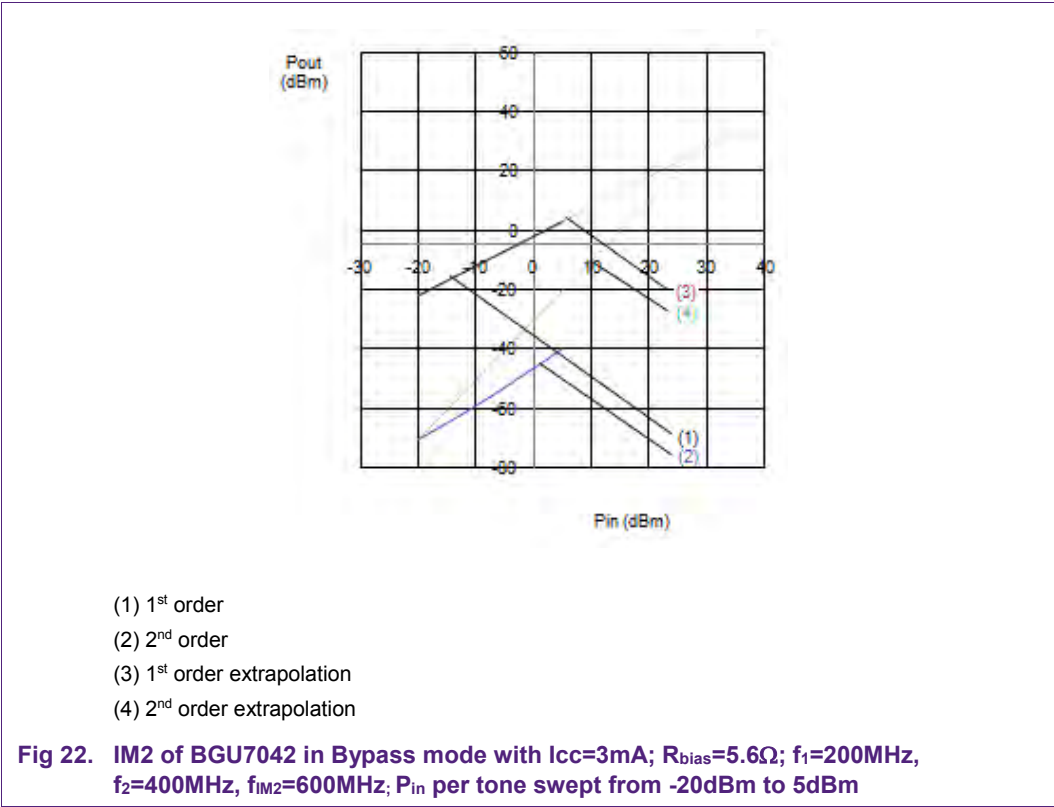 Pout
(dBm)
60
40
20
0
-30 -20 -10 0 10 20 30 40
-20
(3)
(4)
-40
-60
(1)
(2)
-80
Pin (dBm)
(1) 1st order
(2) 2nd order
(3) 1st order extrapolation
(4) 2nd order extrapolation
Fig 22. IM2 of BGU7042 in Bypass mode with Icc=3mA; Rbias=5.6Ω; f1=200MHz,
f2=400MHz, fIM2=600MHz; Pin per tone swept from -20dBm to 5dBm